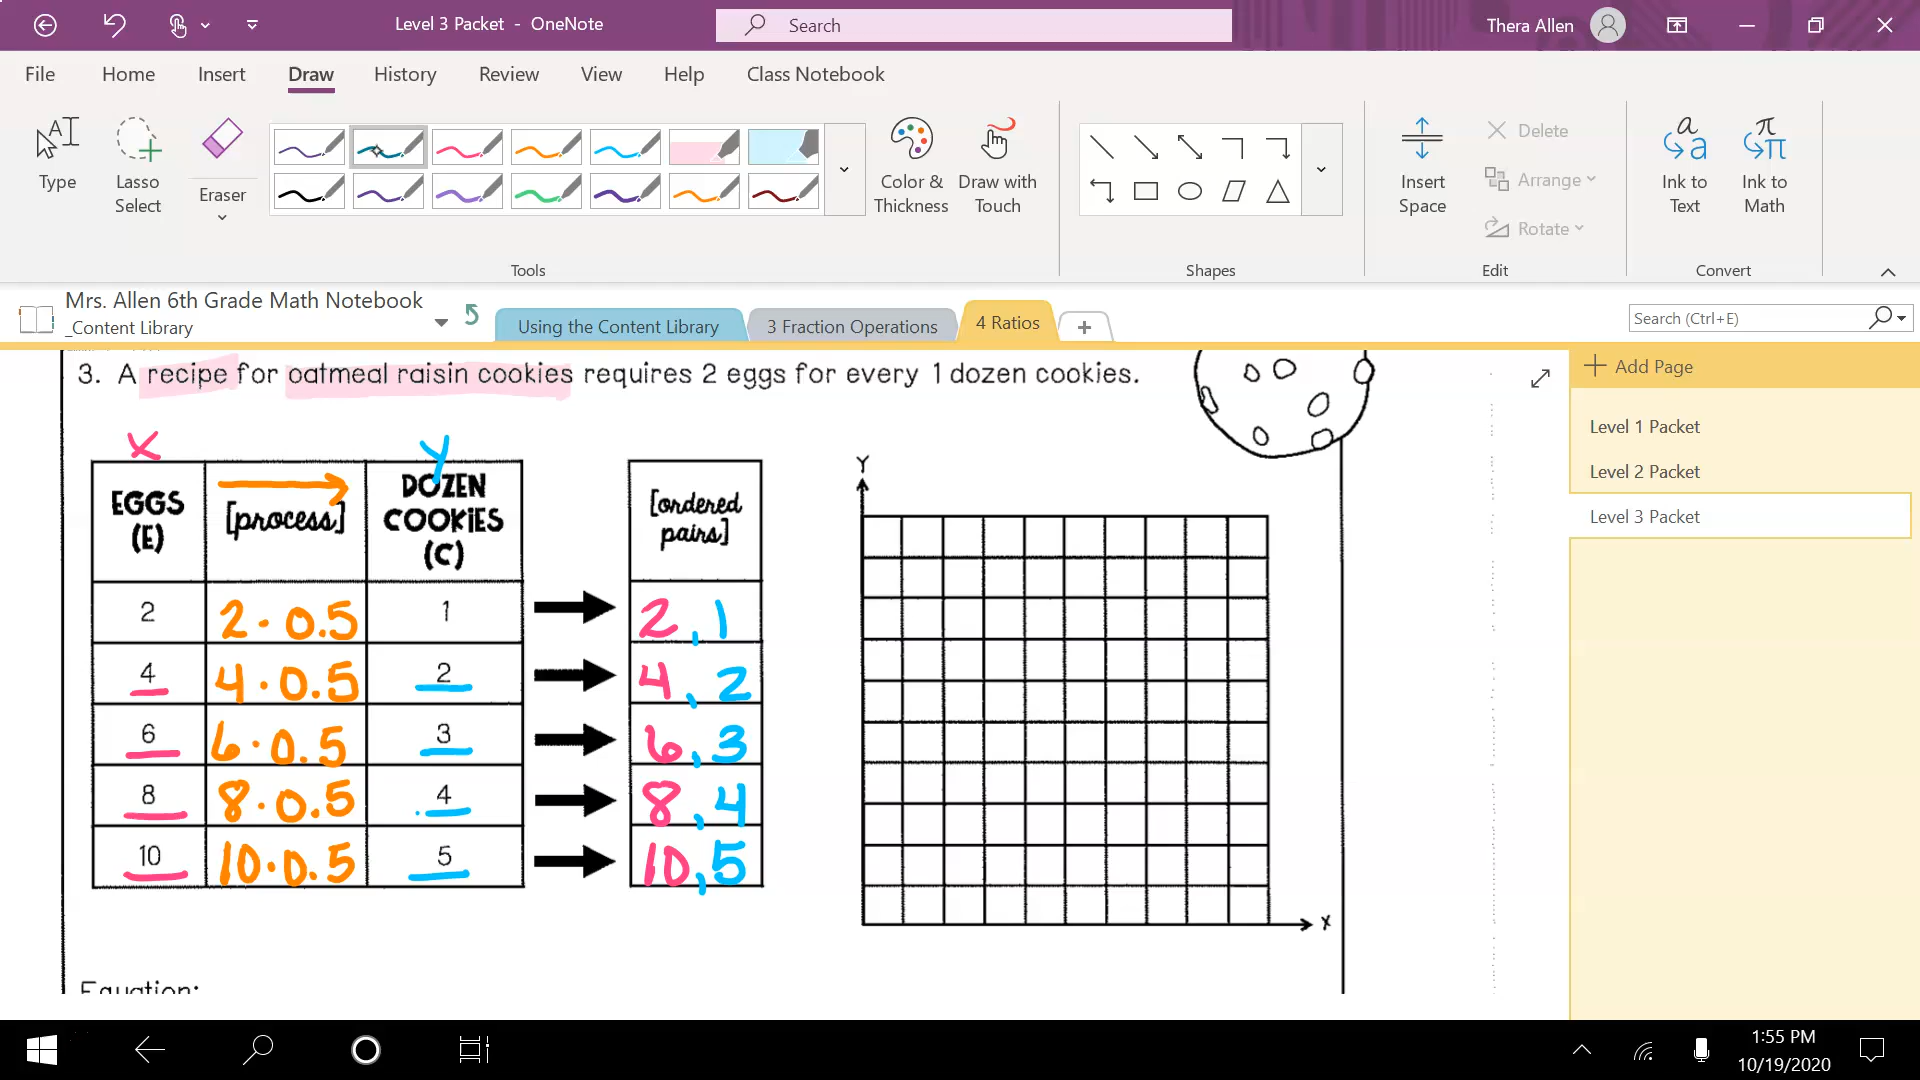 Level 3 Packet - OneNote
Search
Thera Allen
File Home Insert Draw History Review View Help Class Notebook
Type
Lasso Select
Eraser
Color & Thickness
Draw with Touch
Insert Space
Delete
Arrange
Rotate
Ink to Text
Ink to Math
Tools Shapes Edit Convert
Mrs. Allen 6th Grade Math Notebook
_Content Library
Using the Content Library
3 Fraction Operations
4 Ratios
Search (Ctrl+E)
Add Page
Level 1 Packet
Level 2 Packet
Level 3 Packet
3. A recipe for oatmeal raisin cookies requires 2 eggs for every 1 dozen cookies.
X Y
EGGS (E) [process] DOZEN COOKIES (C) [ordered pairs]
2 2·0.5 1 2,1
4 4·0.5 2 4,2
6 6·0.5 3 6,3
8 8·0.5 4 8,4
10 10·0.5 5 10,5
Y
X
Equation:
1:55 PM
10/19/2020